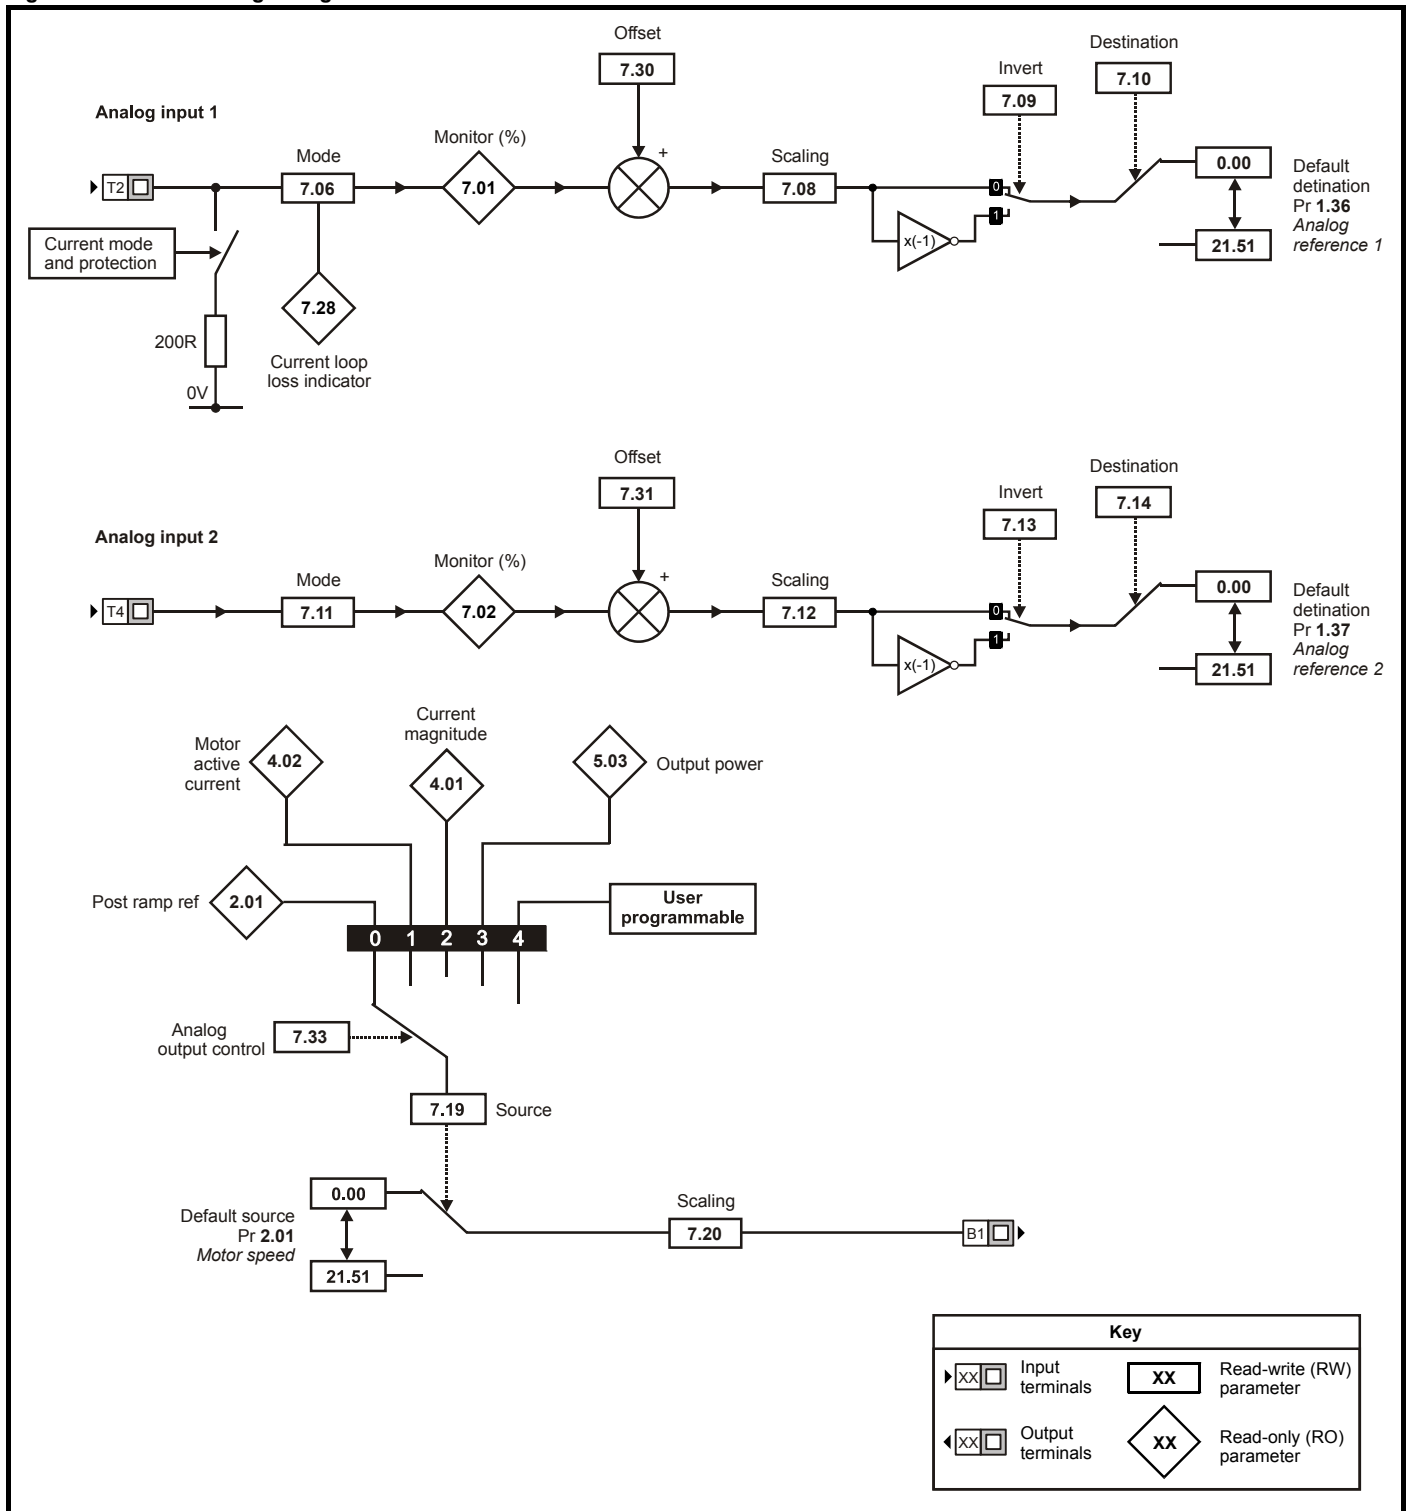 Offset
7.30
Destination
7.10
Invert
7.09
Analog input 1
Monitor (%)
Mode
Scaling
+
T2
7.06
7.01
7.08
0
1
x(-1)
0.00
21.51
Default
detination
Pr 1.36
Analog
reference 1
Current mode
and protection
7.28
200R
Current loop
loss indicator
0V
Offset
7.31
Destination
7.14
Invert
7.13
Analog input 2
Monitor (%)
Mode
Scaling
+
T4
7.11
7.02
7.12
0
1
x(-1)
0.00
21.51
Default
detination
Pr 1.37
Analog
reference 2
Motor
active
current
4.02
Current
magnitude
4.01
5.03
Output power
Post ramp ref
2.01
User
programmable
0 1 2 3 4
Analog
output control
7.33
7.19
Source
0.00
Default source
Pr 2.01
Motor speed
21.51
Scaling
7.20
B1
Key
XX
Input
terminals
XX
Read-write (RW)
parameter
XX
Output
terminals
XX
Read-only (RO)
parameter